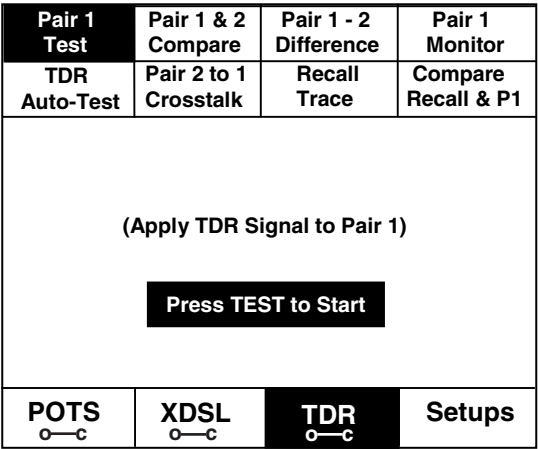 Pair 1 Test
Pair 1 & 2 Compare
Pair 1 - 2 Difference
Pair 1 Monitor
TDR Auto-Test
Pair 2 to 1 Crosstalk
Recall Trace
Compare Recall & P1
(Apply TDR Signal to Pair 1)
Press TEST to Start
POTS
o—c
XDSL
o—c
TDR
o—c
Setups